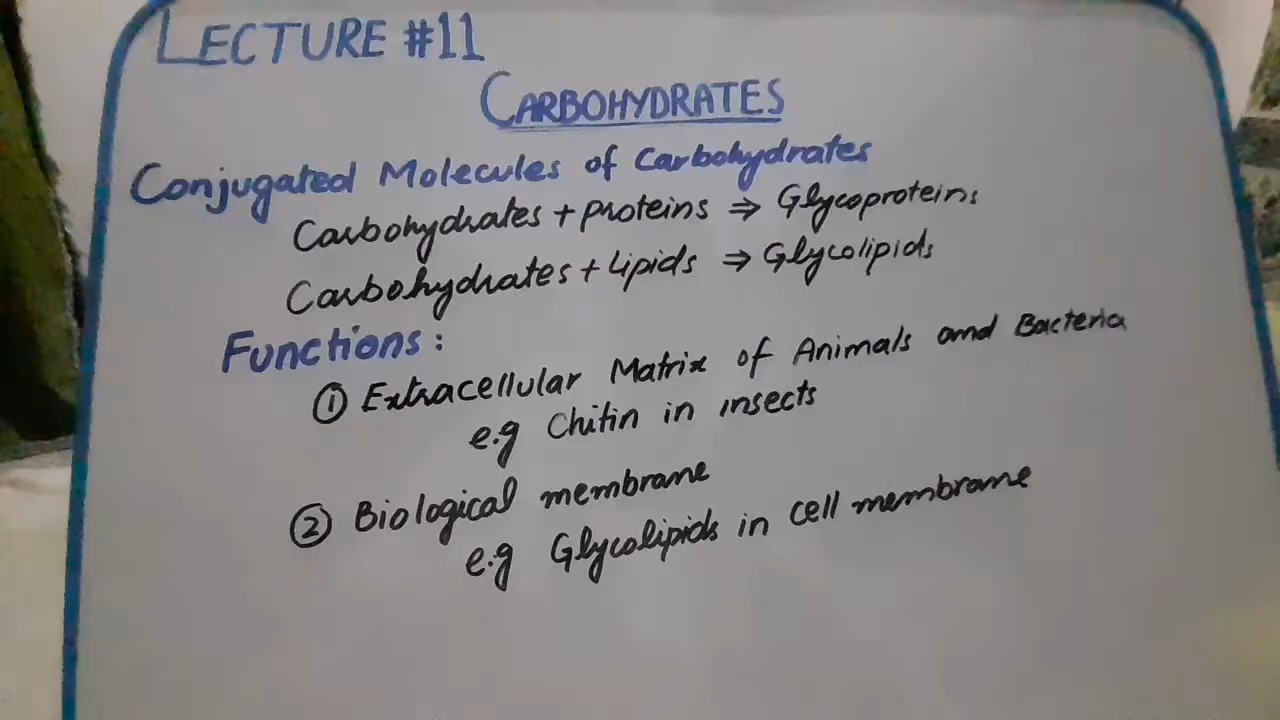 LECTURE #11
CARBOHYDRATES
Conjugated Molecules of Carbohydrates
Carbohydrates + proteins ⇒ Glycoproteins
Carbohydrates + Lipids ⇒ Glycolipids
Functions:
① Extracellular Matrix of Animals and Bacteria
e.g Chitin in insects
② Biological membrane
e.g Glycolipids in cell membrane